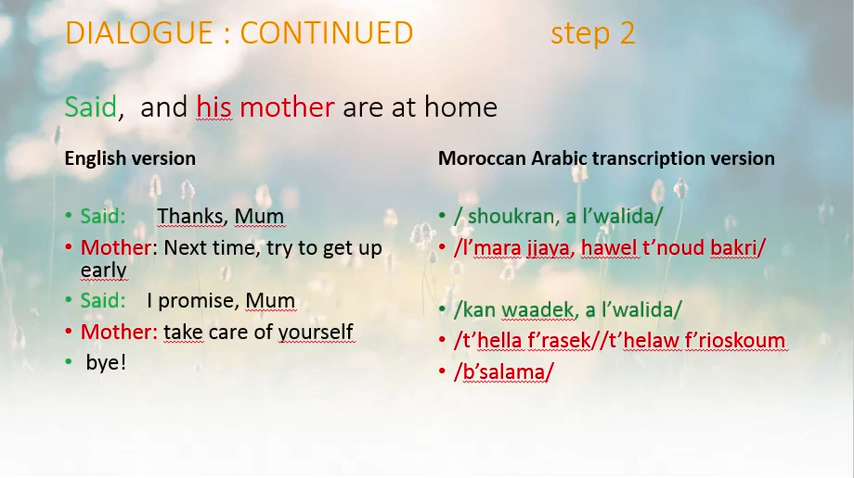 DIALOGUE : CONTINUED step 2
Said, and his mother are at home
English version
• Said: Thanks, Mum
• Mother: Next time, try to get up
early
• Said: I promise, Mum
• Mother: take care of yourself
• bye!
Moroccan Arabic transcription version
• / shoukran, a l’walida/
• /l’mara jjaya, hawel t’noud bakri/
• /kan waadek, a l’walida/
• /t’hella f’rasek//t’helaw f’rioskoum
• /b’salama/